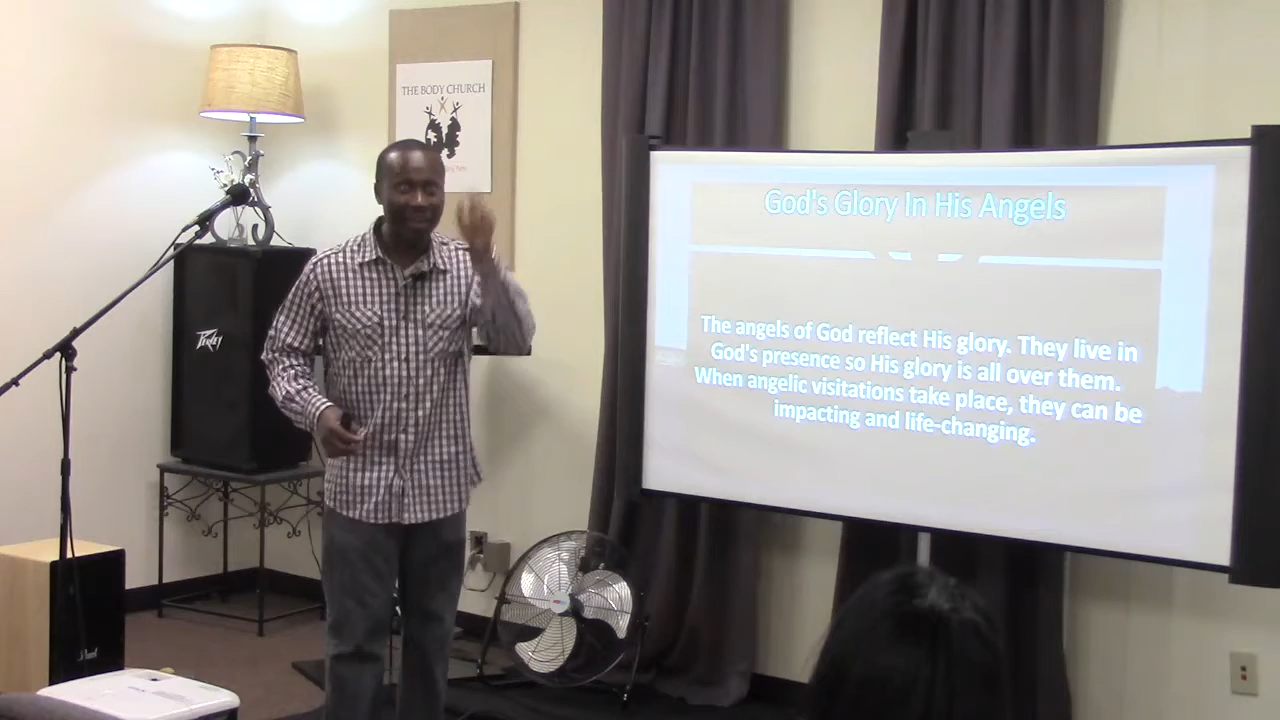 THE BODY CHURCH
PEAVEY
God's Glory In His Angels
The angels of God reflect His glory. They live in
God's presence so His glory is all over them.
When angelic visitations take place, they can be
impacting and life-changing.
Pearl